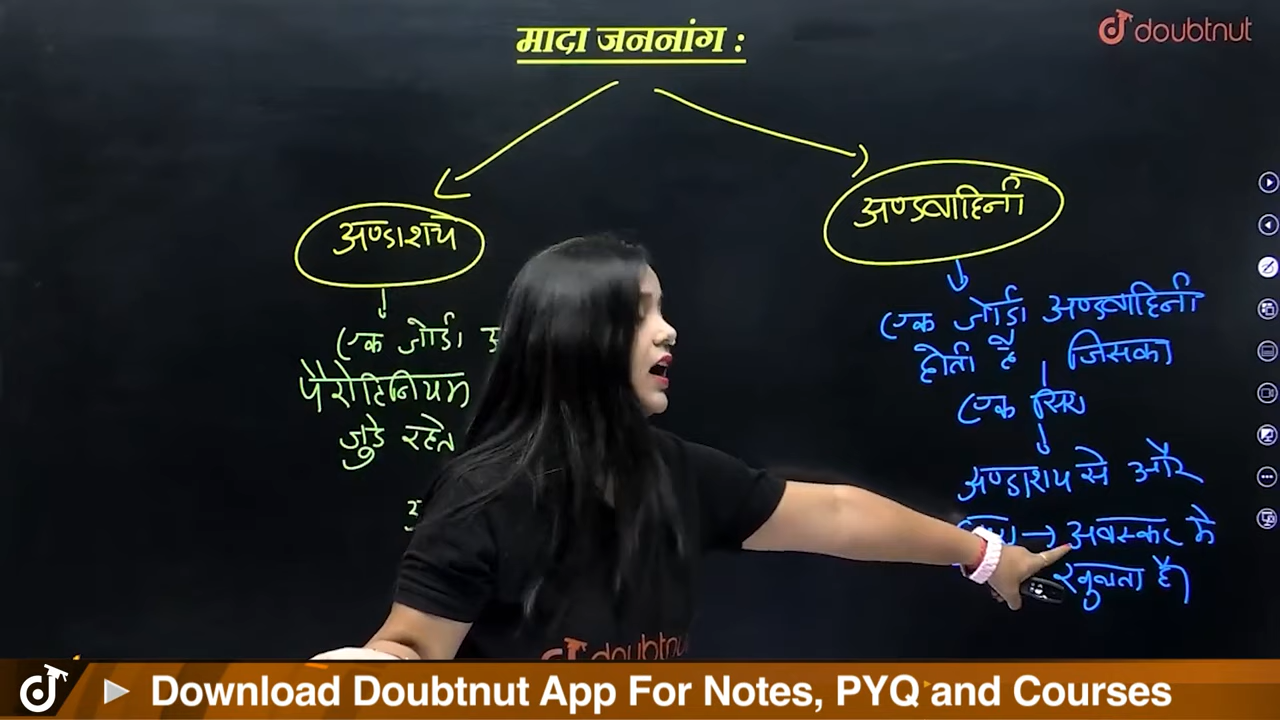 मादा जननांग :
doubtnut
अण्डाशय
अण्डवाहिनी
एक जोडी
पैरोटिनियम
जुडे रहते
एक जोडी अण्डवाहिनी
होती है जिसका
एक सिरा
अण्डाशय से और
→ अवस्कर मे
खुलता है।
doubtnut
Download Doubtnut App For Notes, PYQ and Courses